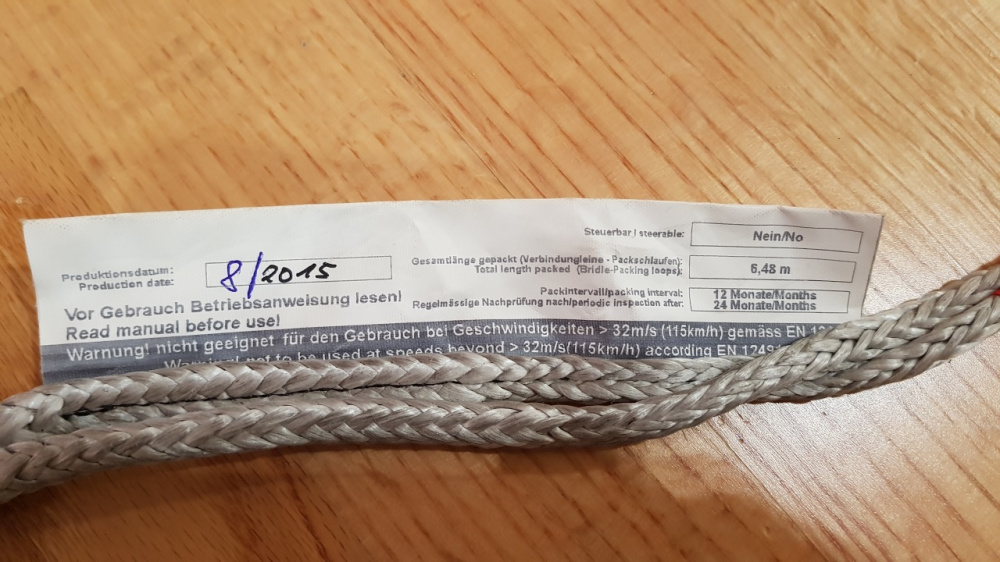 Produktionsdatum:
Production date:
8/2015
Vor Gebrauch Betriebsanweisung lesen!
Read manual before use!
Steuerbar / steerable:
Nein/No
Gesamtlänge gepackt (Verbindungleine - Packschlaufen):
Total length packed (Bridle-Packing loops):
6,48 m
Packintervall/packing interval:
12 Monate/Months
Regelmässige Nachprüfung nach/periodic inspection after:
24 Monate/Months
Warnung! nicht geeignet für den Gebrauch bei Geschwindigkeiten > 32m/s (115km/h) gemäss EN
not to be used at speeds beyond > 32m/s(115km/h) according EN